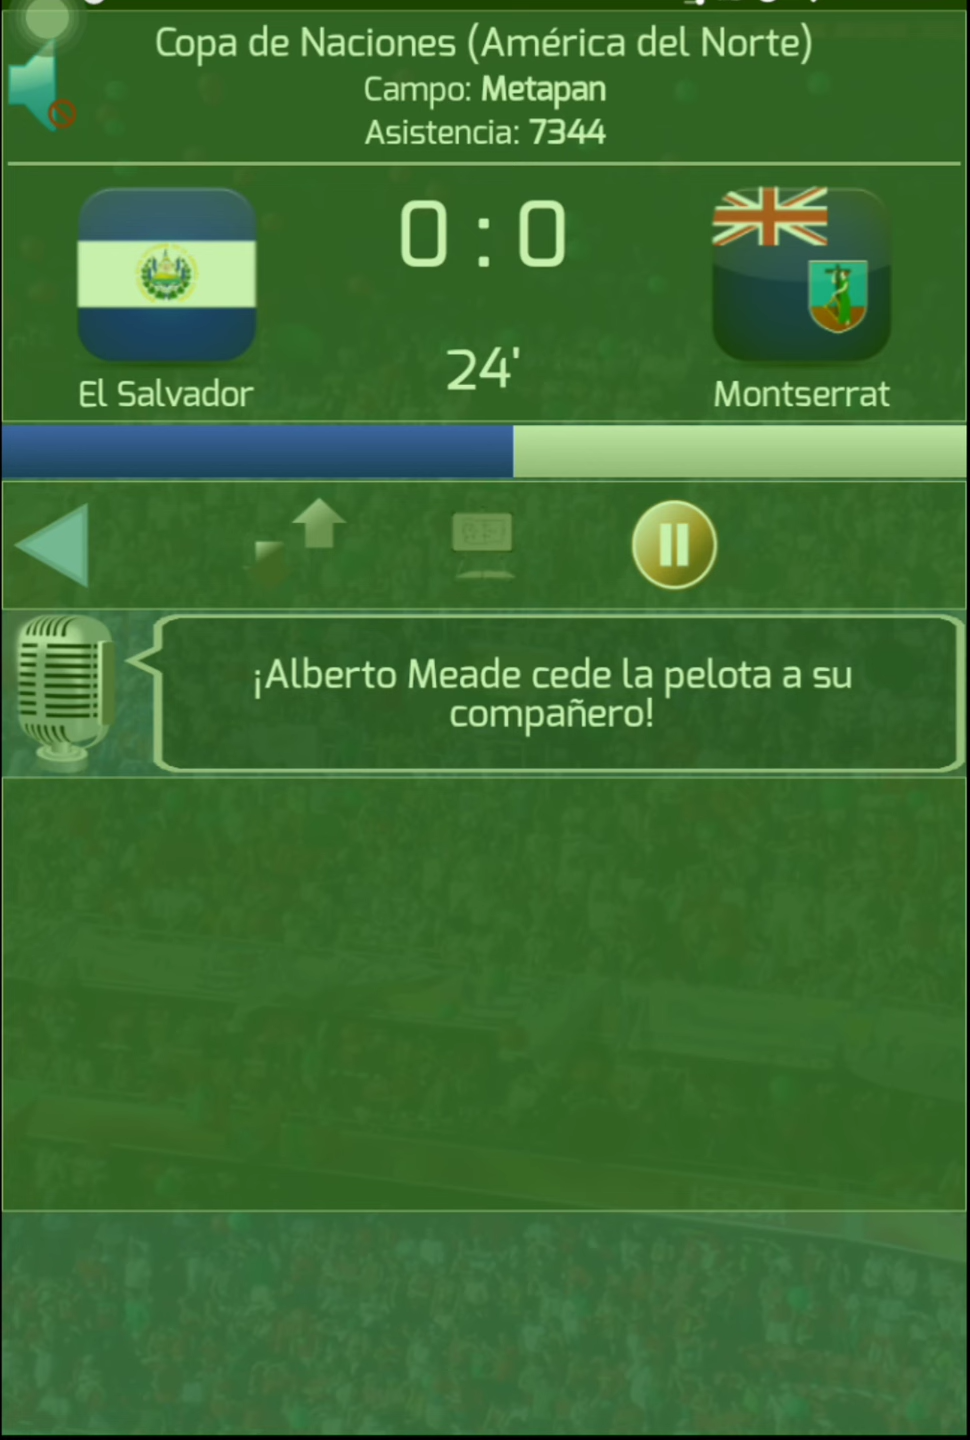 Copa de Naciones (América del Norte)
Campo: Metapan
Asistencia: 7344
0 : 0
24'
El Salvador
Montserrat
¡Alberto Meade cede la pelota a su
compañero!